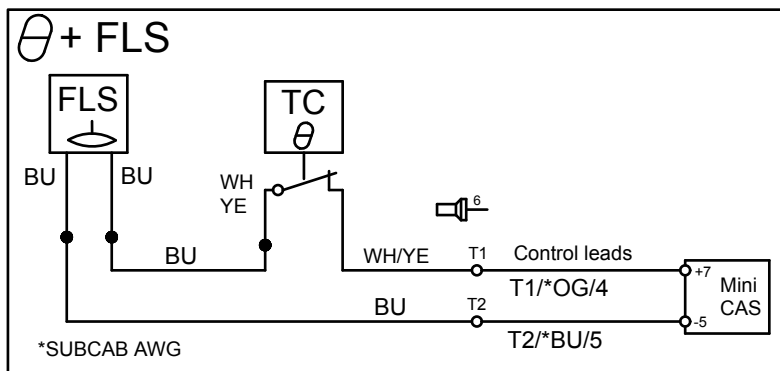 θ + FLS
FLS
TC
θ
BU
BU
WH
YE
6
BU
WH/YE
T1
Control leads
+7
T1/*OG/4
Mini
CAS
BU
T2
-5
T2/*BU/5
*SUBCAB AWG